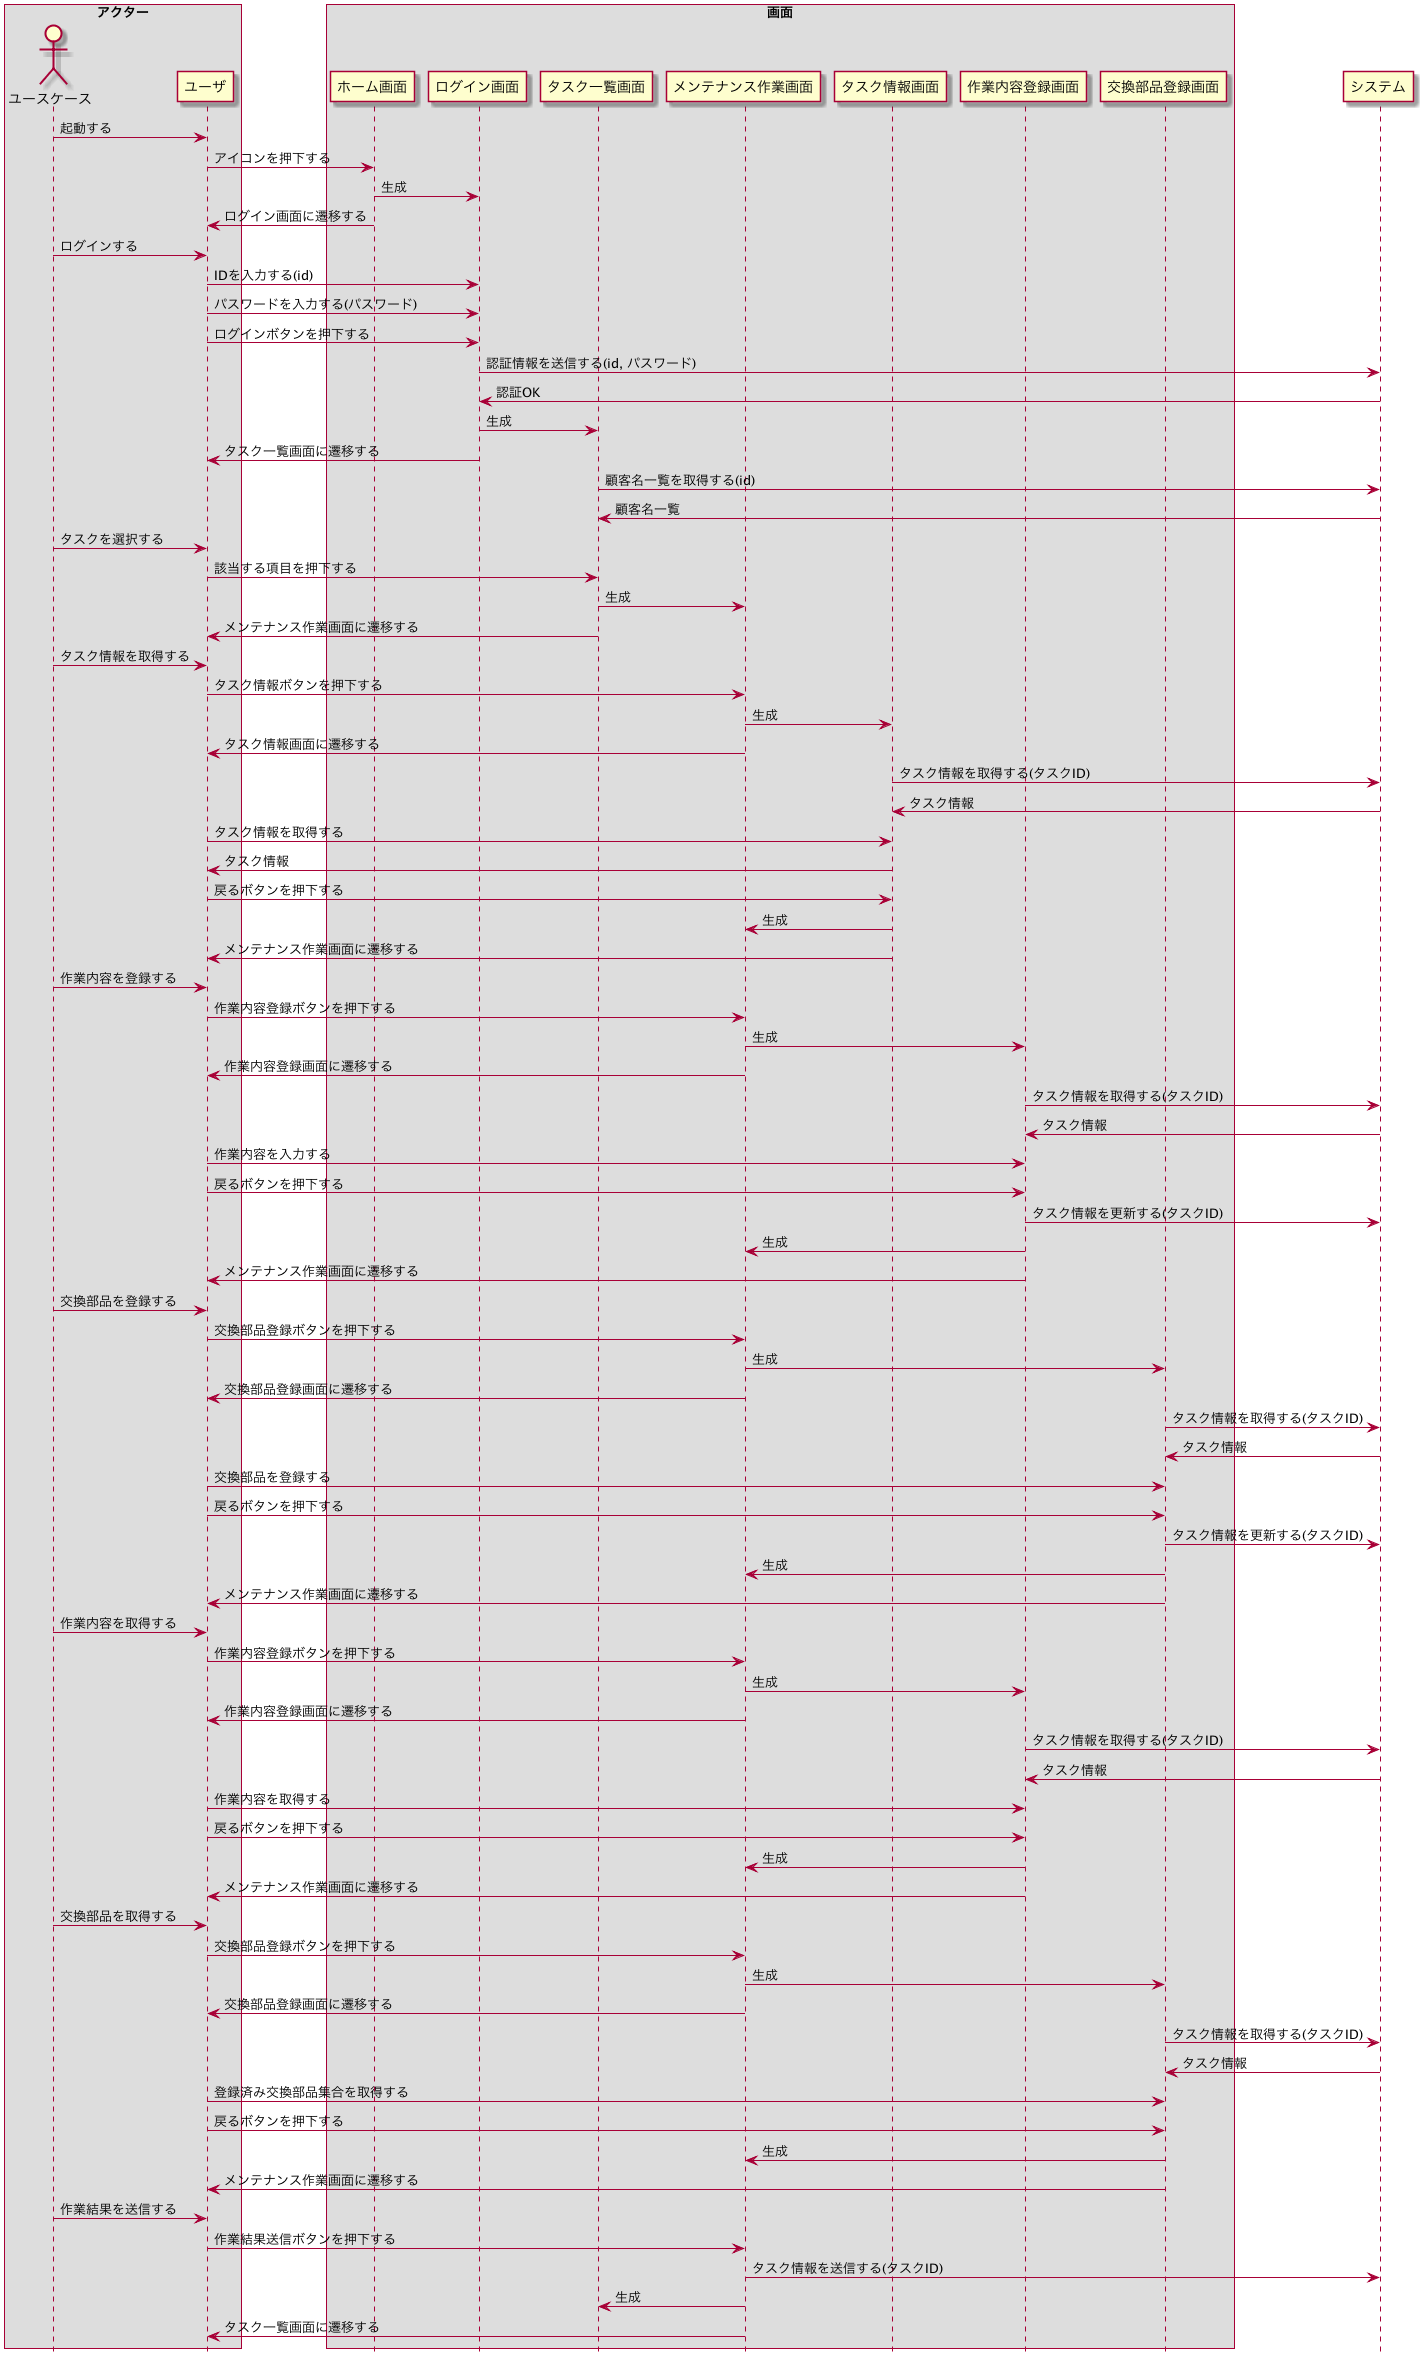 アクター
画面
ユースケース
ユーザ
ホーム画面
ログイン画面
タスク一覧画面
メンテナンス作業画面
タスク情報画面
作業内容登録画面
交換部品登録画面
システム
起動する
アイコンを押下する
生成
ログイン画面に遷移する
ログインする
IDを入力する(id)
パスワードを入力する(パスワード)
ログインボタンを押下する
認証情報を送信する(id, パスワード)
認証OK
生成
タスク一覧画面に遷移する
顧客名一覧を取得する(id)
顧客名一覧
タスクを選択する
該当する項目を押下する
生成
メンテナンス作業画面に遷移する
タスク情報を取得する
タスク情報ボタンを押下する
生成
タスク情報画面に遷移する
タスク情報を取得する(タスクID)
タスク情報
タスク情報を取得する
タスク情報
戻るボタンを押下する
生成
メンテナンス作業画面に遷移する
作業内容を登録する
作業内容登録ボタンを押下する
生成
作業内容登録画面に遷移する
タスク情報を取得する(タスクID)
タスク情報
作業内容を入力する
戻るボタンを押下する
タスク情報を更新する(タスクID)
生成
メンテナンス作業画面に遷移する
交換部品を登録する
交換部品登録ボタンを押下する
生成
交換部品登録画面に遷移する
タスク情報を取得する(タスクID)
タスク情報
交換部品を登録する
戻るボタンを押下する
タスク情報を更新する(タスクID)
生成
メンテナンス作業画面に遷移する
作業内容を取得する
作業内容登録ボタンを押下する
生成
作業内容登録画面に遷移する
タスク情報を取得する(タスクID)
タスク情報
作業内容を取得する
戻るボタンを押下する
生成
メンテナンス作業画面に遷移する
交換部品を取得する
交換部品登録ボタンを押下する
生成
交換部品登録画面に遷移する
タスク情報を取得する(タスクID)
タスク情報
登録済み交換部品集合を取得する
戻るボタンを押下する
生成
メンテナンス作業画面に遷移する
作業結果を送信する
作業結果送信ボタンを押下する
タスク情報を送信する(タスクID)
生成
タスク一覧画面に遷移する